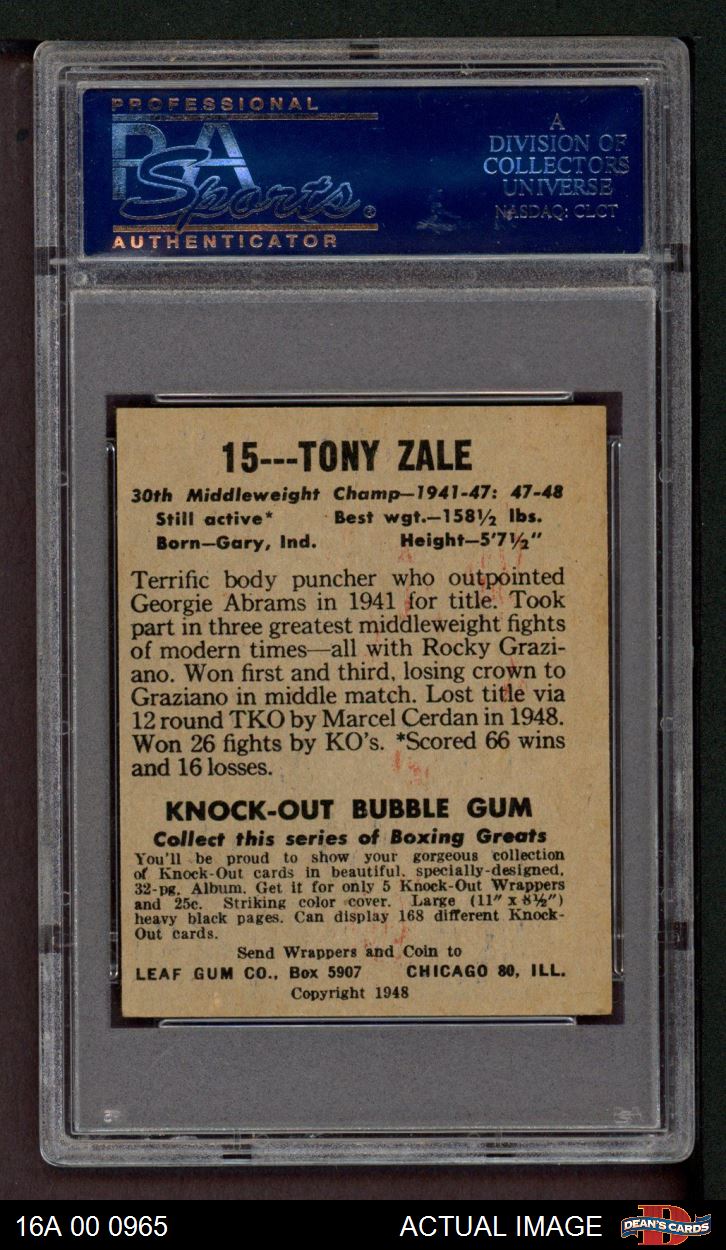 PROFESSIONAL
PSA
Sports®
AUTHENTICATOR
A
DIVISION OF
COLLECTORS
UNIVERSE
NASDAQ: CLCT
15---TONY ZALE
30th Middleweight Champ—1941-47: 47-48
Still active* Best wgt.—158½ lbs.
Born—Gary, Ind. Height—5'7½"
Terrific body puncher who outpointed
Georgie Abrams in 1941 for title. Took
part in three greatest middleweight fights
of modern times—all with Rocky Grazi-
ano. Won first and third, losing crown to
Graziano in middle match. Lost title via
12 round TKO by Marcel Cerdan in 1948.
Won 26 fights by KO's. *Scored 66 wins
and 16 losses.
KNOCK-OUT BUBBLE GUM
Collect this series of Boxing Greats
You'll be proud to show your gorgeous collection
of Knock-Out cards in beautiful, specially-designed,
32-pg. Album. Get it for only 5 Knock-Out Wrappers
and 25c. Striking color cover. Large (11" x 8½")
heavy black pages. Can display 168 different Knock-
Out cards.
Send Wrappers and Coin to
LEAF GUM CO., Box 5907 CHICAGO 80, ILL.
Copyright 1948
16A 00 0965 ACTUAL IMAGE DEAN'S CARDS